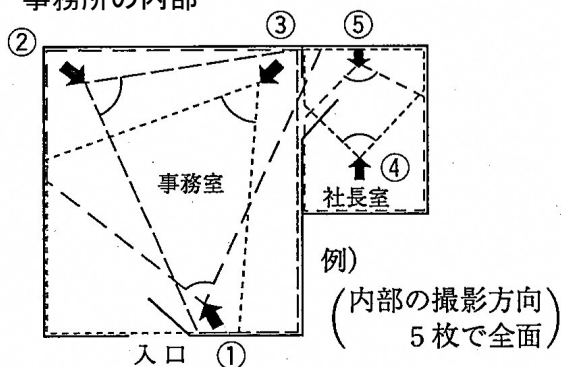 事務所の内部
② ③ ⑤
事務室
④
社長室
例)
(内部の撮影方向
5枚で全面)
入口 ①